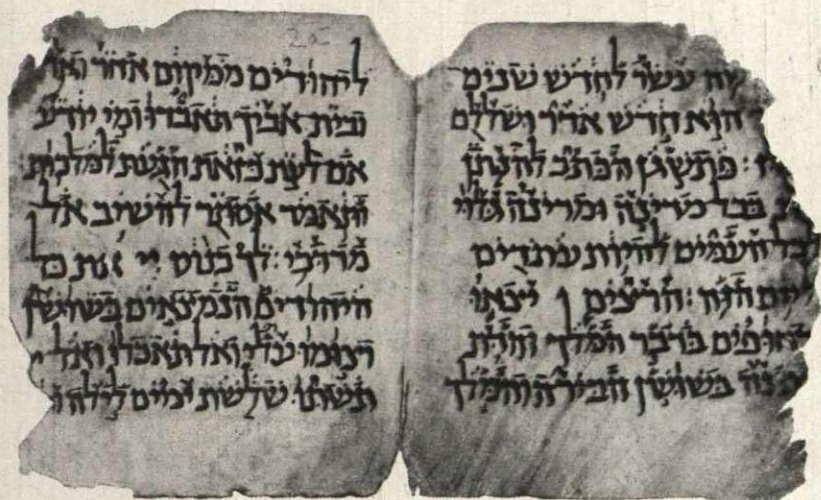 שה עשר לחדש שנים
ר הוא חדש אדר ושללם
ז : פתשגן הכתב להנתן
ת בכל מדינה ומדינה גלוי
לכל העמים להיות עתדים
ליום הזה : הריצים יצאו
דחופים בדבר המלך והדת
נתנה בשושן הבירה והמלך
ליהודים ממקום אחר ואת
ובית אביך תאבדו ומי יודע
אם לעת כזאת הגעת למלכות :
ותאמר אסתר להשיב אל
מרדכי : לך כנוס את כל
היהודים הנמצאים בשושן
וצומו עלי ואל תאכלו ואל
תשתו שלשת ימים לילה ו